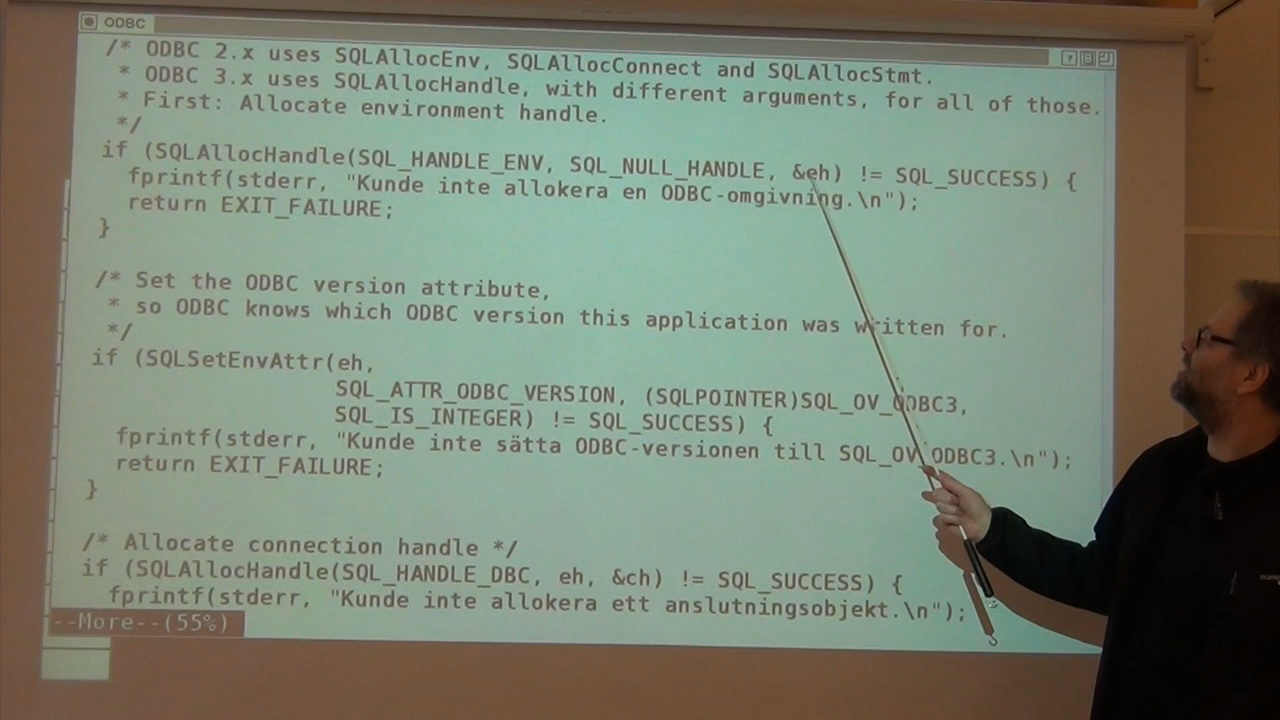 ODBC
/* ODBC 2.x uses SQLAllocEnv, SQLAllocConnect and SQLAllocStmt.
* ODBC 3.x uses SQLAllocHandle, with different arguments, for all of those.
* First: Allocate environment handle.
*/
if (SQLAllocHandle(SQL_HANDLE_ENV, SQL_NULL_HANDLE, &eh) != SQL_SUCCESS) {
fprintf(stderr, "Kunde inte allokera en ODBC-omgivning.\n");
return EXIT_FAILURE;
}
/* Set the ODBC version attribute,
* so ODBC knows which ODBC version this application was written for.
*/
if (SQLSetEnvAttr(eh,
SQL_ATTR_ODBC_VERSION, (SQLPOINTER)SQL_OV_ODBC3,
SQL_IS_INTEGER) != SQL_SUCCESS) {
fprintf(stderr, "Kunde inte sätta ODBC-versionen till SQL_OV_ODBC3.\n");
return EXIT_FAILURE;
}
/* Allocate connection handle */
if (SQLAllocHandle(SQL_HANDLE_DBC, eh, &ch) != SQL_SUCCESS) {
fprintf(stderr, "Kunde inte allokera ett anslutningsobjekt.\n");
--More--(55%)